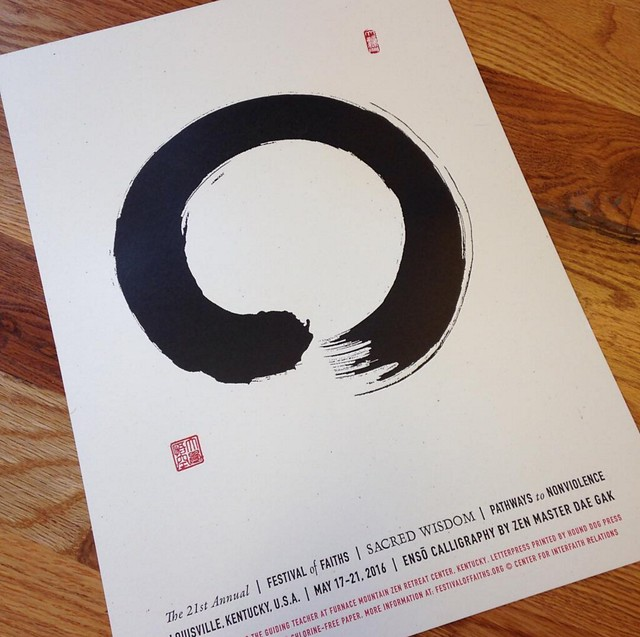 The 21st Annual | FESTIVAL of FAITHS | SACRED WISDOM | PATHWAYS to NONVIOLENCE
LOUISVILLE, KENTUCKY, U.S.A. | MAY 17–21, 2016 | ENSŌ CALLIGRAPHY BY ZEN MASTER DAE GAK
THE GUIDING TEACHER AT FURNACE MOUNTAIN ZEN RETREAT CENTER, KENTUCKY. LETTERPRESS PRINTED BY HOUND DOG PRESS
CHLORINE-FREE PAPER. MORE INFORMATION AT: FESTIVALOFFAITHS.ORG © CENTER FOR INTERFAITH RELATIONS